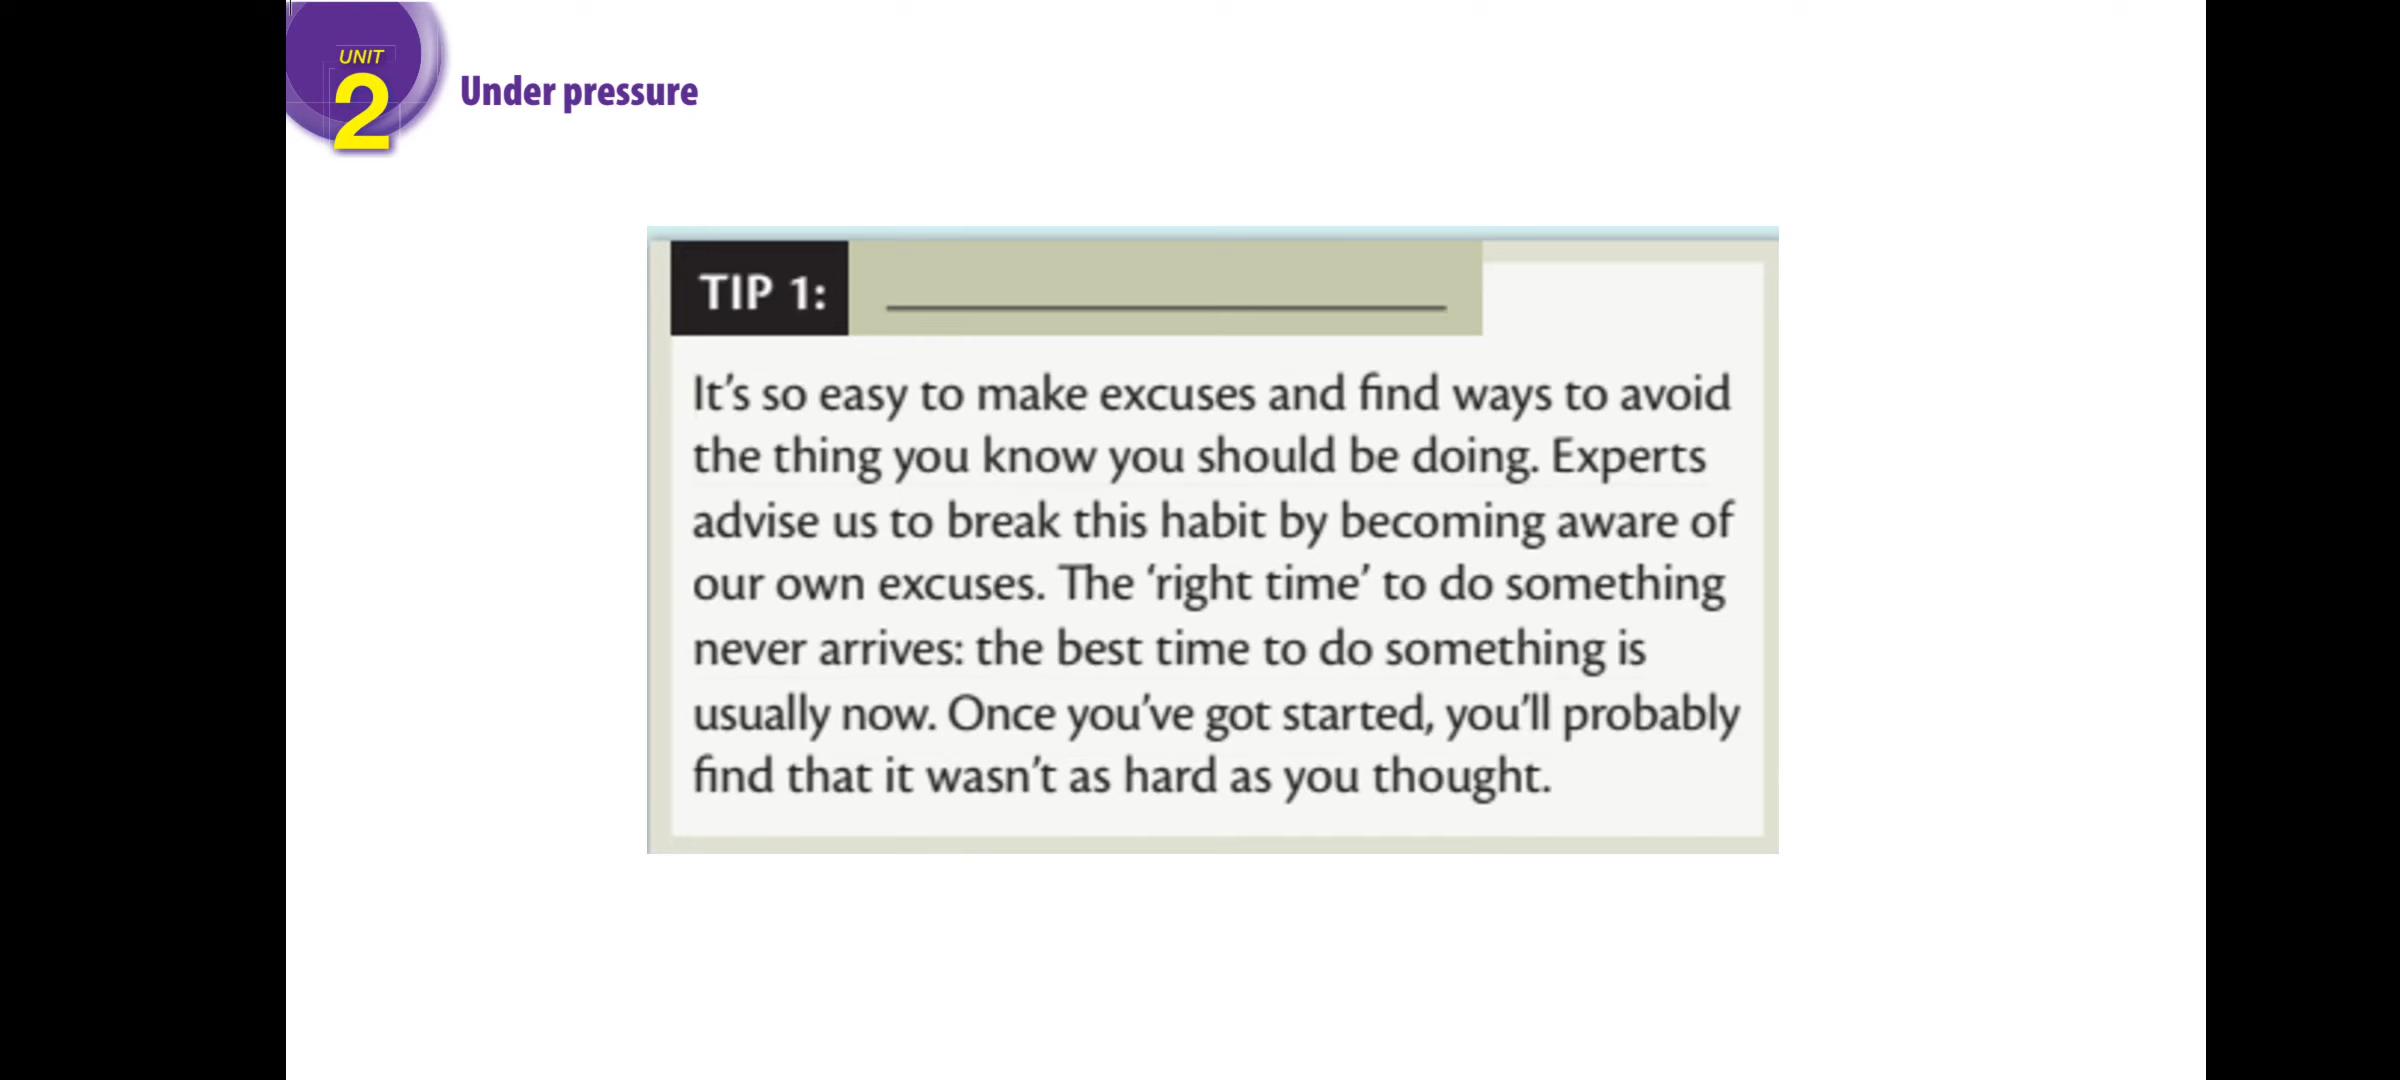 UNIT
2
Under pressure
TIP 1:
It's so easy to make excuses and find ways to avoid
the thing you know you should be doing. Experts
advise us to break this habit by becoming aware of
our own excuses. The ‘right time’ to do something
never arrives: the best time to do something is
usually now. Once you've got started, you'll probably
find that it wasn't as hard as you thought.